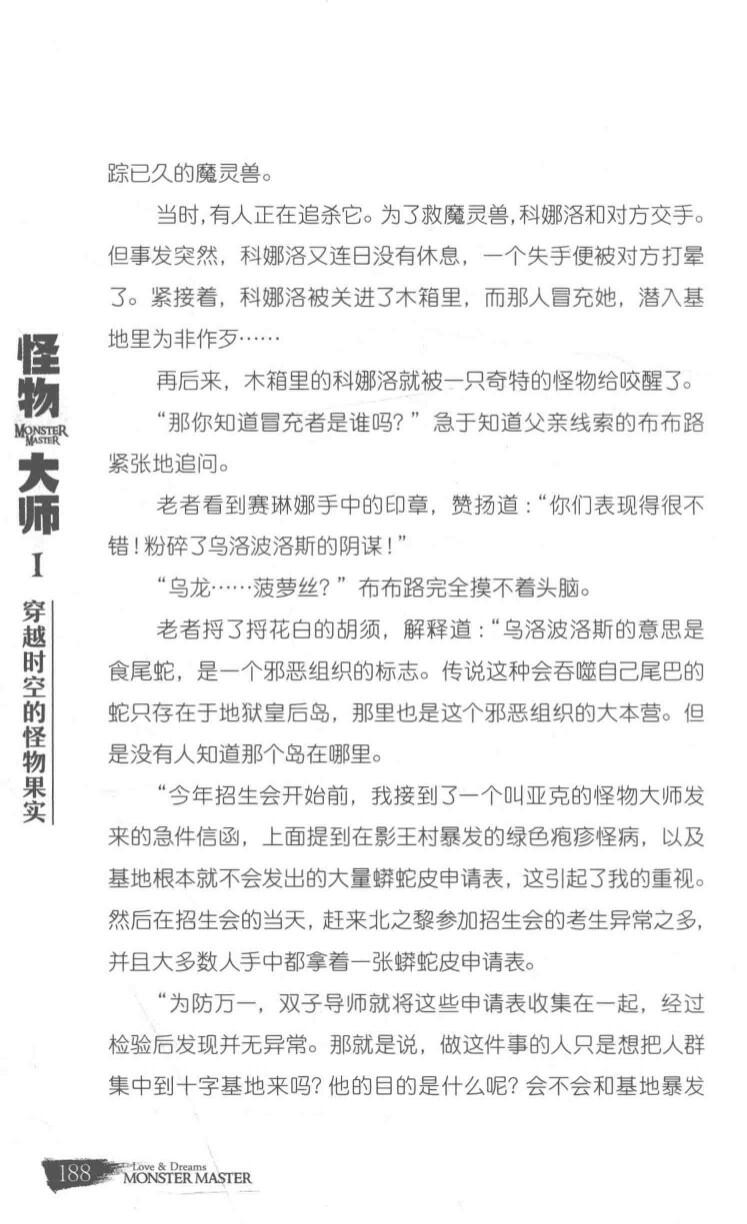 踪已久的魔灵兽。
当时,有人正在追杀它。为了救魔灵兽,科娜洛和对方交手。
但事发突然，科娜洛又连日没有休息，一个失手便被对方打晕
了。紧接着，科娜洛被关进了木箱里，而那人冒充她，潜入基
地里为非作歹……
再后来，木箱里的科娜洛就被一只奇特的怪物给咬醒了。
“那你知道冒充者是谁吗？”急于知道父亲线索的布布路
紧张地追问。
老者看到赛琳娜手中的印章，赞扬道：“你们表现得很不
错！粉碎了乌洛波洛斯的阴谋！”
“乌龙……菠萝丝？”布布路完全摸不着头脑。
老者捋了捋花白的胡须，解释道：“乌洛波洛斯的意思是
食尾蛇，是一个邪恶组织的标志。传说这种会吞噬自己尾巴的
蛇只存在于地狱皇后岛，那里也是这个邪恶组织的大本营。但
是没有人知道那个岛在哪里。
“今年招生会开始前，我接到了一个叫亚克的怪物大师发
来的急件信函，上面提到在影王村暴发的绿色疱疹怪病，以及
基地根本就不会发出的大量蟒蛇皮申请表，这引起了我的重视。
然后在招生会的当天，赶来北之黎参加招生会的考生异常之多，
并且大多数人手中都拿着一张蟒蛇皮申请表。
“为防万一，双子导师就将这些申请表收集在一起，经过
检验后发现并无异常。那就是说，做这件事的人只是想把人群
集中到十字基地来吗？他的目的是什么呢？会不会和基地暴发
怪物
MONSTER
MASTER
大师
I
穿越时空的怪物果实
188
Love & Dreams
MONSTER MASTER